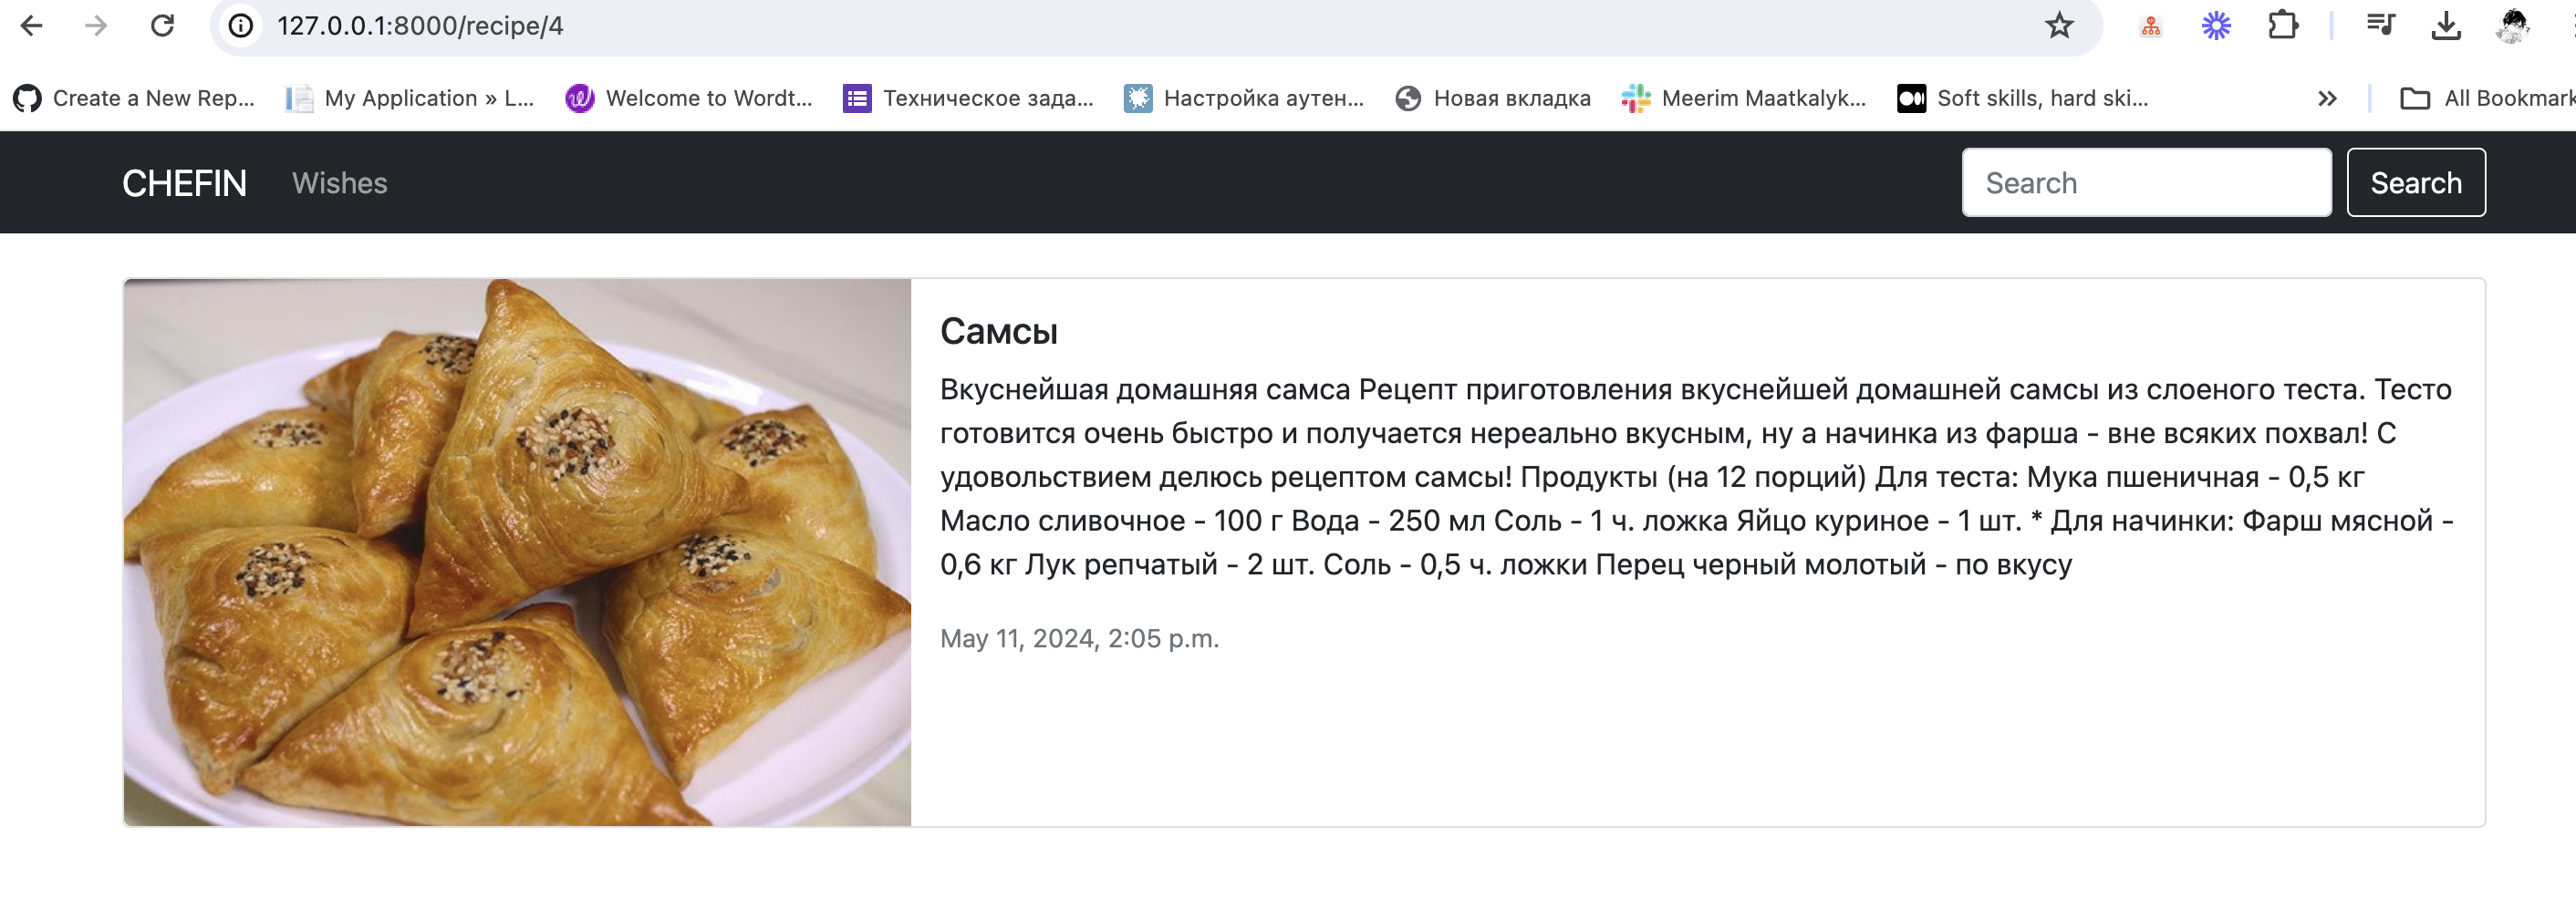 127.0.0.1:8000/recipe/4
Create a New Rep...
My Application » L...
Welcome to Wordt...
Техническое зада...
Настройка аутен...
Новая вкладка
Meerim Maatkalyk...
Soft skills, hard ski...
»
All Bookmark
CHEFIN
Wishes
Search
Search
Самсы
Вкуснейшая домашняя самса Рецепт приготовления вкуснейшей домашней самсы из слоеного теста. Тесто
готовится очень быстро и получается нереально вкусным, ну а начинка из фарша - вне всяких похвал! С
удовольствием делюсь рецептом самсы! Продукты (на 12 порций) Для теста: Мука пшеничная - 0,5 кг
Масло сливочное - 100 г Вода - 250 мл Соль - 1 ч. ложка Яйцо куриное - 1 шт. * Для начинки: Фарш мясной -
0,6 кг Лук репчатый - 2 шт. Соль - 0,5 ч. ложки Перец черный молотый - по вкусу
May 11, 2024, 2:05 p.m.